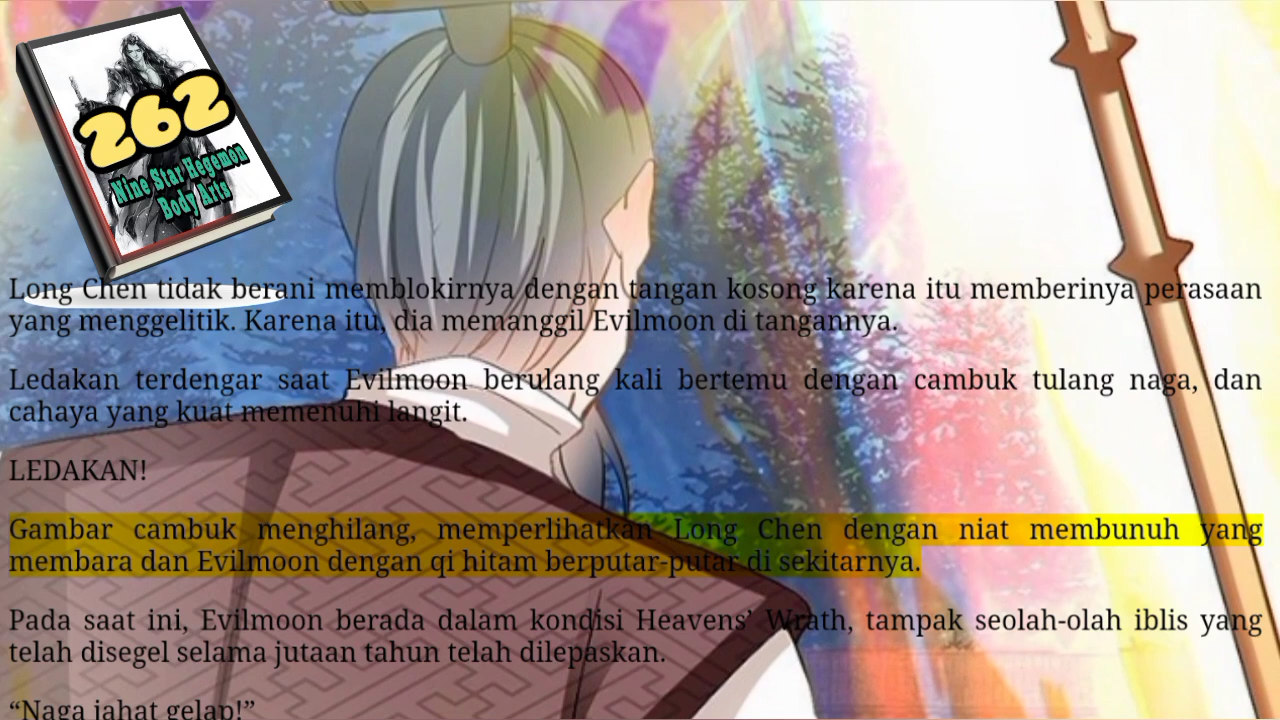 262
Nine Star Hegemon
Body Arts
Long Chen tidak berani memblokirnya dengan tangan kosong karena itu memberinya perasaan
yang menggelitik. Karena itu, dia memanggil Evilmoon di tangannya.
Ledakan terdengar saat Evilmoon berulang kali bertemu dengan cambuk tulang naga, dan
cahaya yang kuat memenuhi langit.
LEDAKAN!
Gambar cambuk menghilang, memperlihatkan Long Chen dengan niat membunuh yang
membara dan Evilmoon dengan qi hitam berputar-putar di sekitarnya.
Pada saat ini, Evilmoon berada dalam kondisi Heavens’ Wrath, tampak seolah-olah iblis yang
telah disegel selama jutaan tahun telah dilepaskan.
“Naga jahat gelap!”